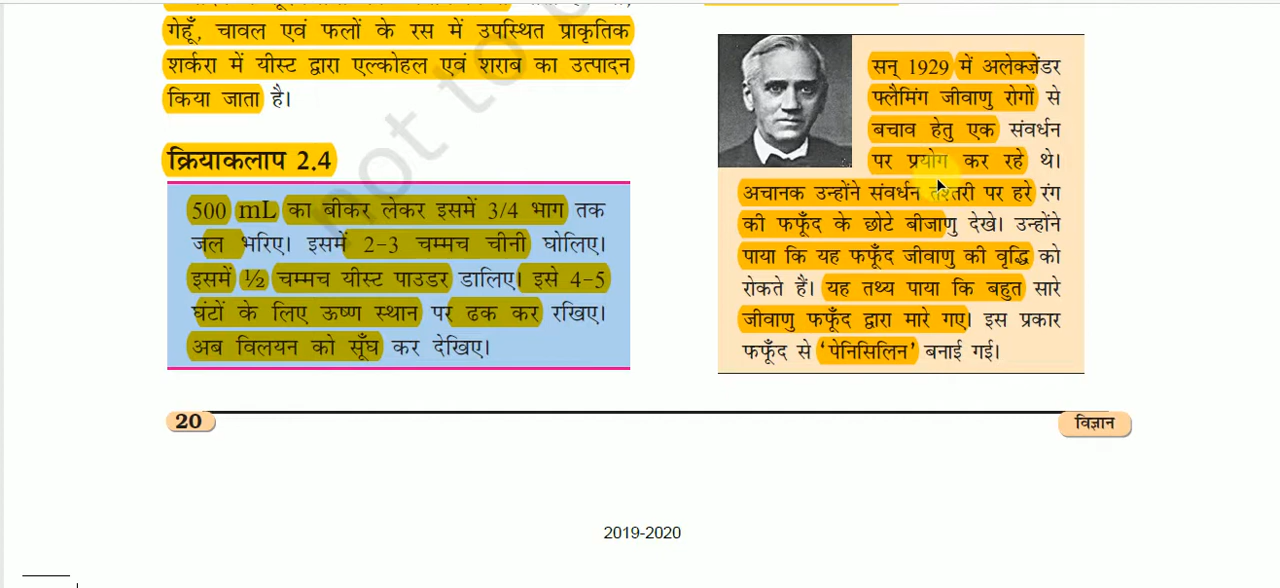 गेहूँ, चावल एवं फलों के रस में उपस्थित प्राकृतिक
शर्करा में यीस्ट द्वारा एल्कोहल एवं शराब का उत्पादन
किया जाता है।
क्रियाकलाप 2.4
500 mL का बीकर लेकर इसमें 3/4 भाग तक
जल भरिए। इसमें 2-3 चम्मच चीनी घोलिए।
इसमें ½ चम्मच यीस्ट पाउडर डालिए। इसे 4-5
घंटों के लिए ऊष्ण स्थान पर ढक कर रखिए।
अब विलयन को सूँघ कर देखिए।
सन् 1929 में अलेक्जेंडर
फ्लैमिंग जीवाणु रोगों से
बचाव हेतु एक संवर्धन
पर प्रयोग कर रहे थे।
अचानक उन्होंने संवर्धन तश्तरी पर हरे रंग
की फफूँद के छोटे बीजाणु देखे। उन्होंने
पाया कि यह फफूँद जीवाणु की वृद्धि को
रोकते हैं। यह तथ्य पाया कि बहुत सारे
जीवाणु फफूँद द्वारा मारे गए। इस प्रकार
फफूँद से ‘पेनिसिलिन’ बनाई गई।
20
विज्ञान
2019-2020
not to b